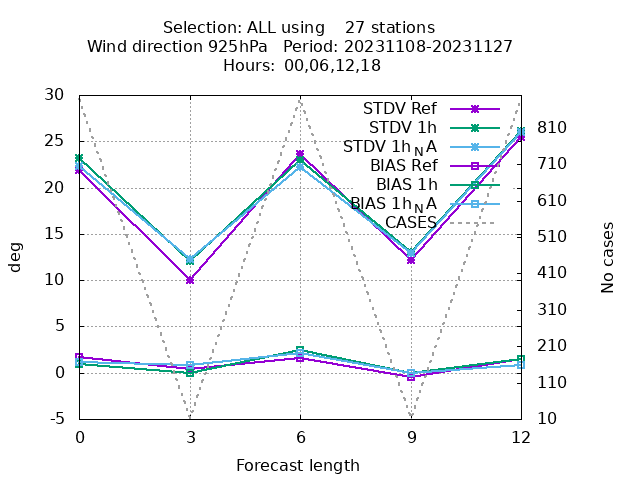 Selection: ALL using    27 stations
Wind direction 925hPa   Period: 20231108-20231127
Hours: 00,06,12,18
STDV Ref
STDV 1h
STDV 1h_NA
BIAS Ref
BIAS 1h
BIAS 1h_NA
CASES
30
25
20
15
10
5
0
-5
deg
810
710
610
510
410
310
210
110
10
No cases
0 3 6 9 12
Forecast length